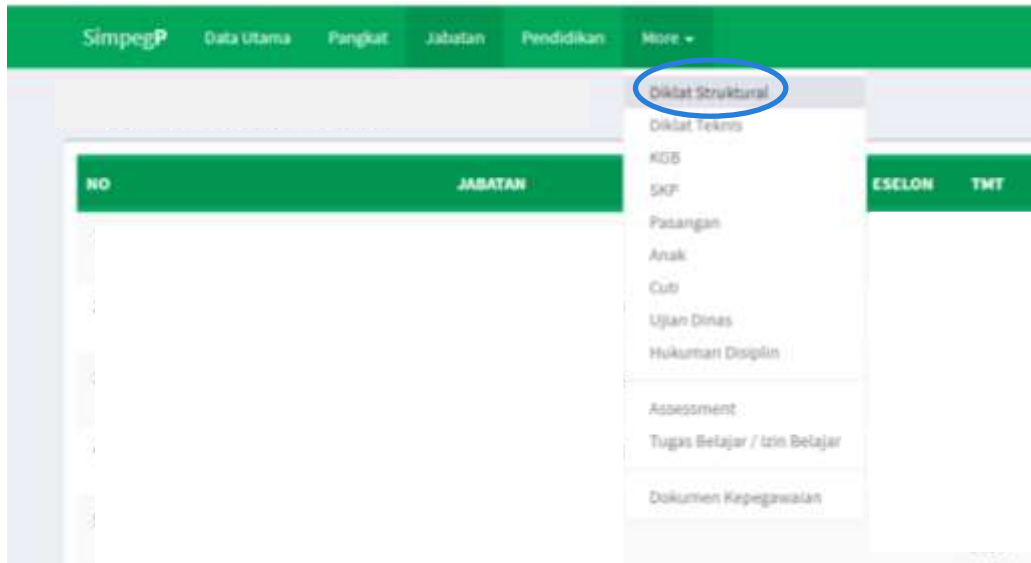 SimpegP Data Utama Pangkat Jabatan Pendidikan More
Diklat Struktural
Diklat Teknis
KGB
NO JABATAN ESELON TMT
SKP
Pasangan
Anak
Cuti
Ujian Dinas
Hukuman Disiplin
Assessment
Tugas Belajar / Izin Belajar
Dokumen Kepegawaian